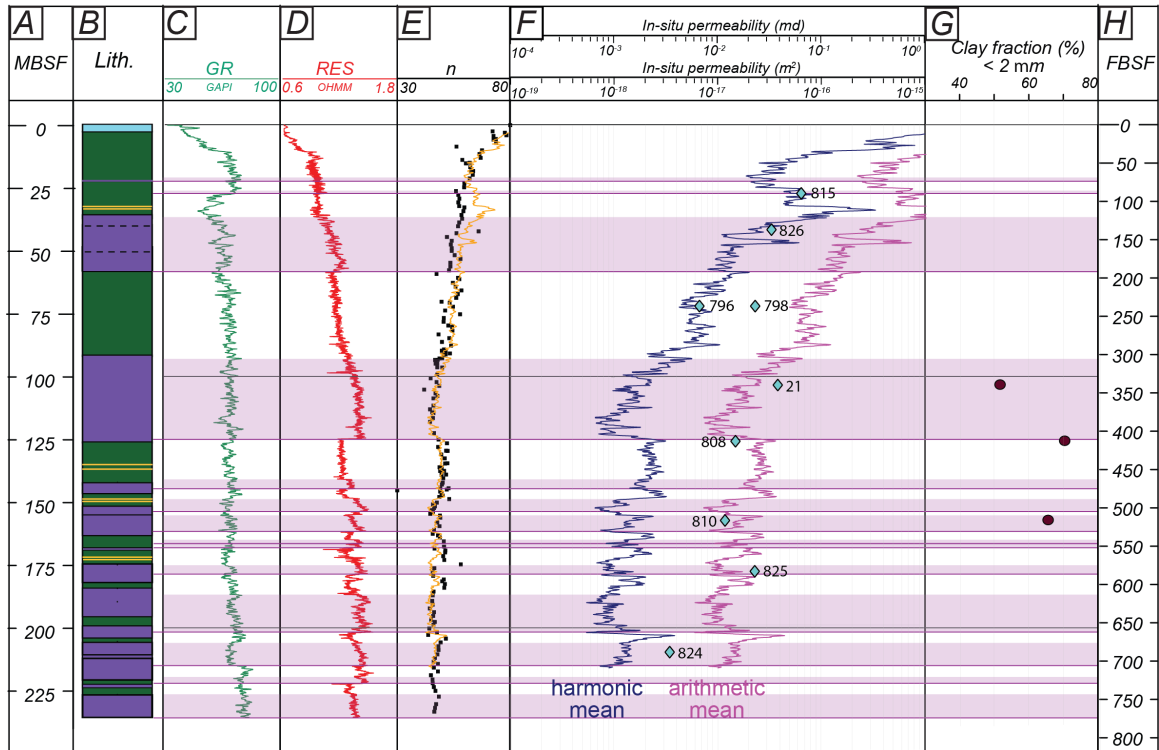 A B C D E F G H
In-situ permeability (md)
10-4 10-3 10-2 10-1 100
MBSF Lith. GR RES n In-situ permeability (m2) Clay fraction (%) FBSF
< 2 mm
30 GAPI 100 0.6 OHMM 1.8 30 80 10-19 10-18 10-17 10-16 10-15 40 60 80
0 0
50
25 815 100
826
50 150
200
75 796 798 250
300
100 21 350
125 808 400
450
150 810 500
550
175 825 600
200 650
824 700
225 harmonic arithmetic
mean mean 750
800